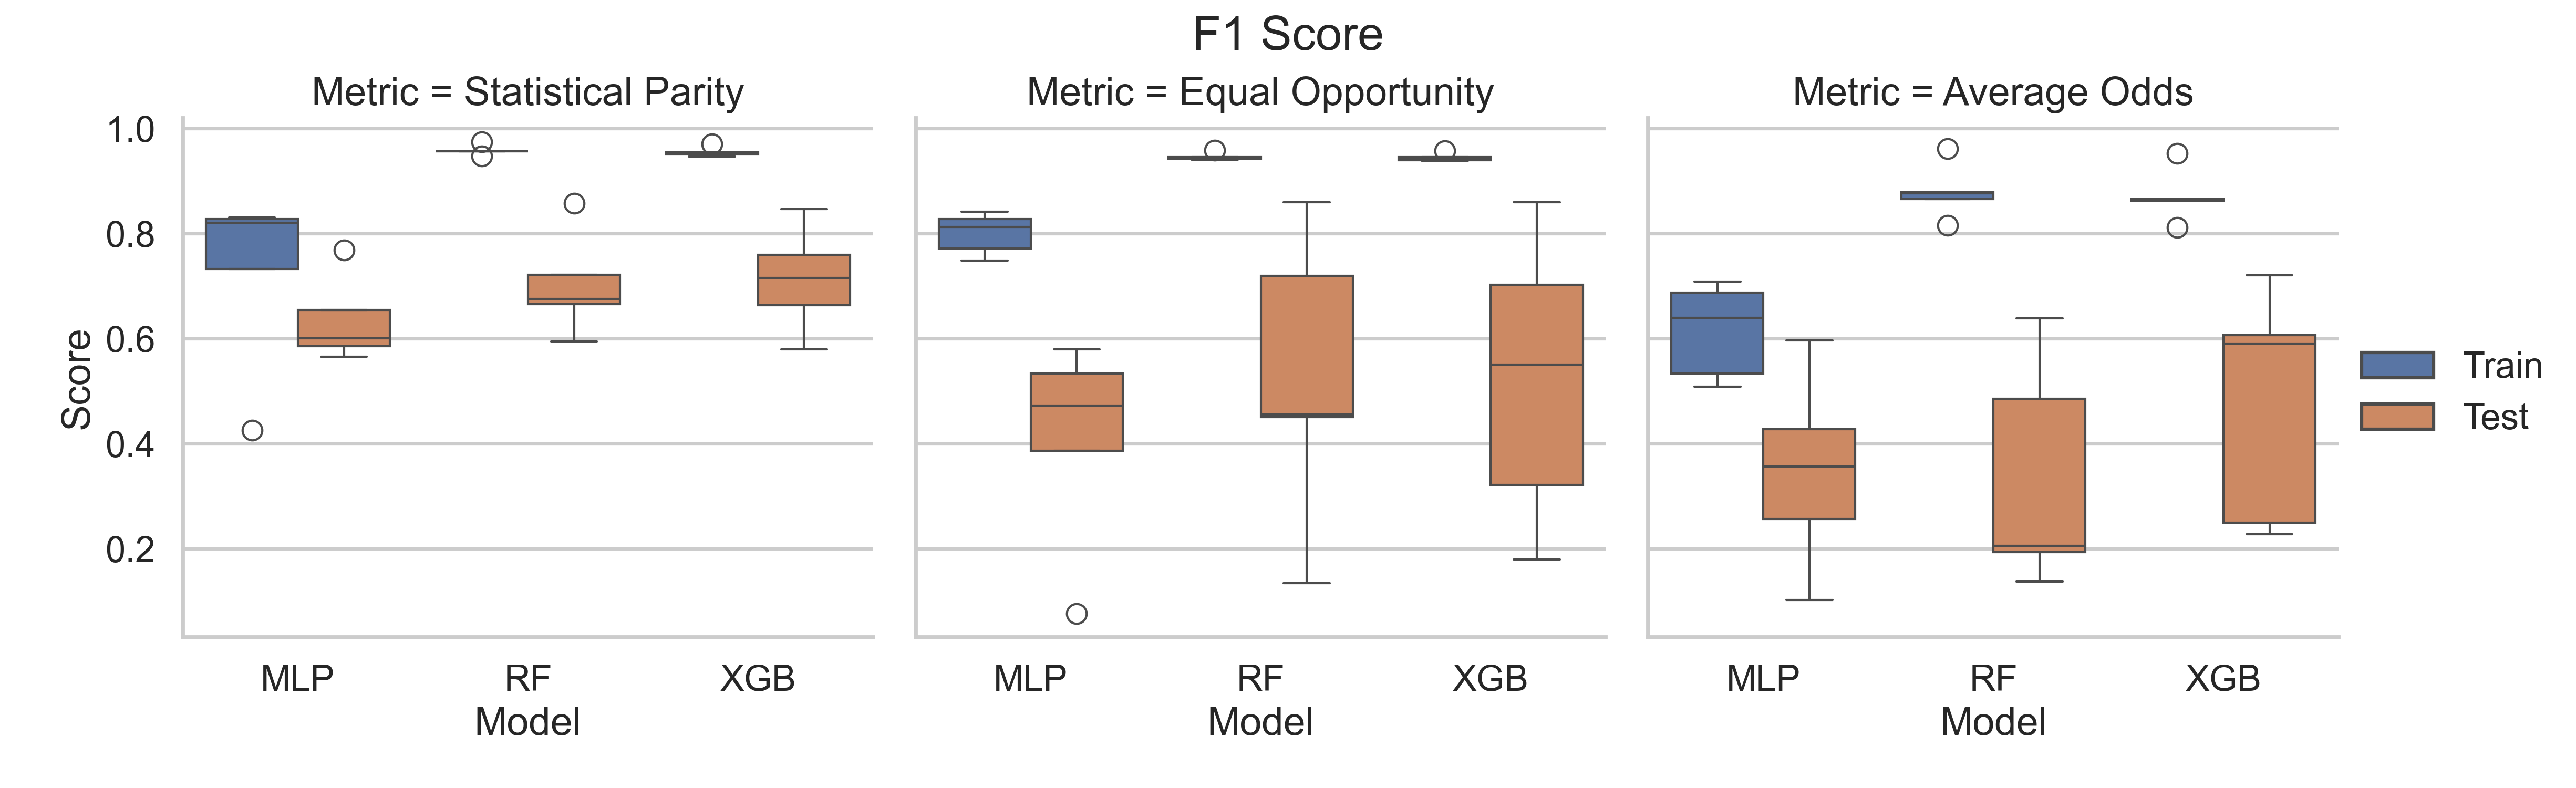 F1 Score
Metric = Statistical Parity
Metric = Equal Opportunity
Metric = Average Odds
1.0
0.8
0.6
0.4
0.2
Score
MLP RF XGB
Model
MLP RF XGB
Model
MLP RF XGB
Model
Train
Test